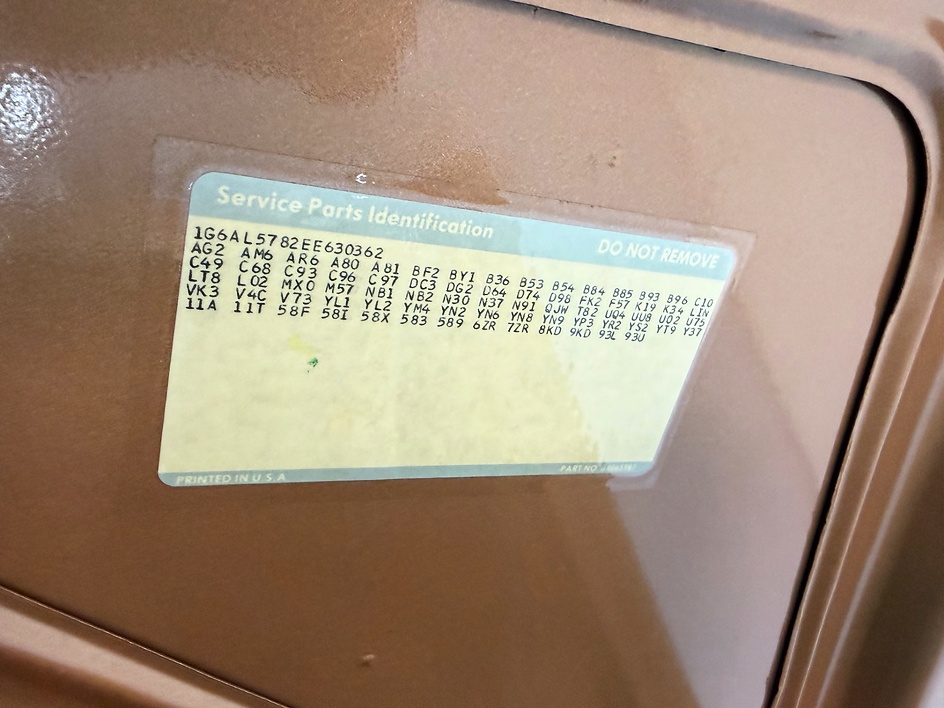 Service Parts Identification DO NOT REMOVE
1G6AL5782EE630362
AG2 AM6 AR6 A80 A81 BF2 BY1 B36 B53 B54 B84 B85 B93 B96 C10
C49 C68 C93 C96 C97 DC3 DG2 D64 D74 D98 FK2 F57 K19 K34 LIN
LT8 L02 MX0 M57 NB1 NB2 N30 N37 N91 QJW T82 UQ4 UU8 U02 U75
VK3 V4C V73 YL1 YL2 YM4 YN2 YN6 YN8 YN9 YP3 YR2 YS2 YT9 Y37
11A 11T 58F 58I 58X 583 589 6ZR 7ZR 8KD 9KD 93L 93U
PRINTED IN U S A PART NO